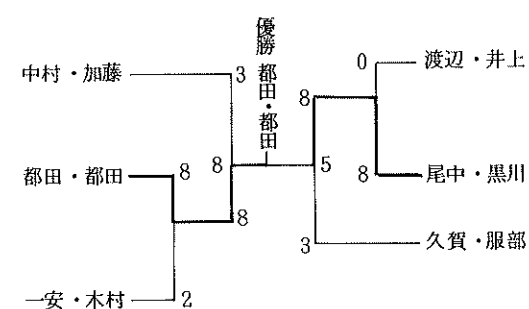 優勝 都田・都田
中村・加藤
3
都田・都田
8
8
8
一安・木村
2
0
渡辺・井上
8
5
8
尾中・黒川
3
久賀・服部